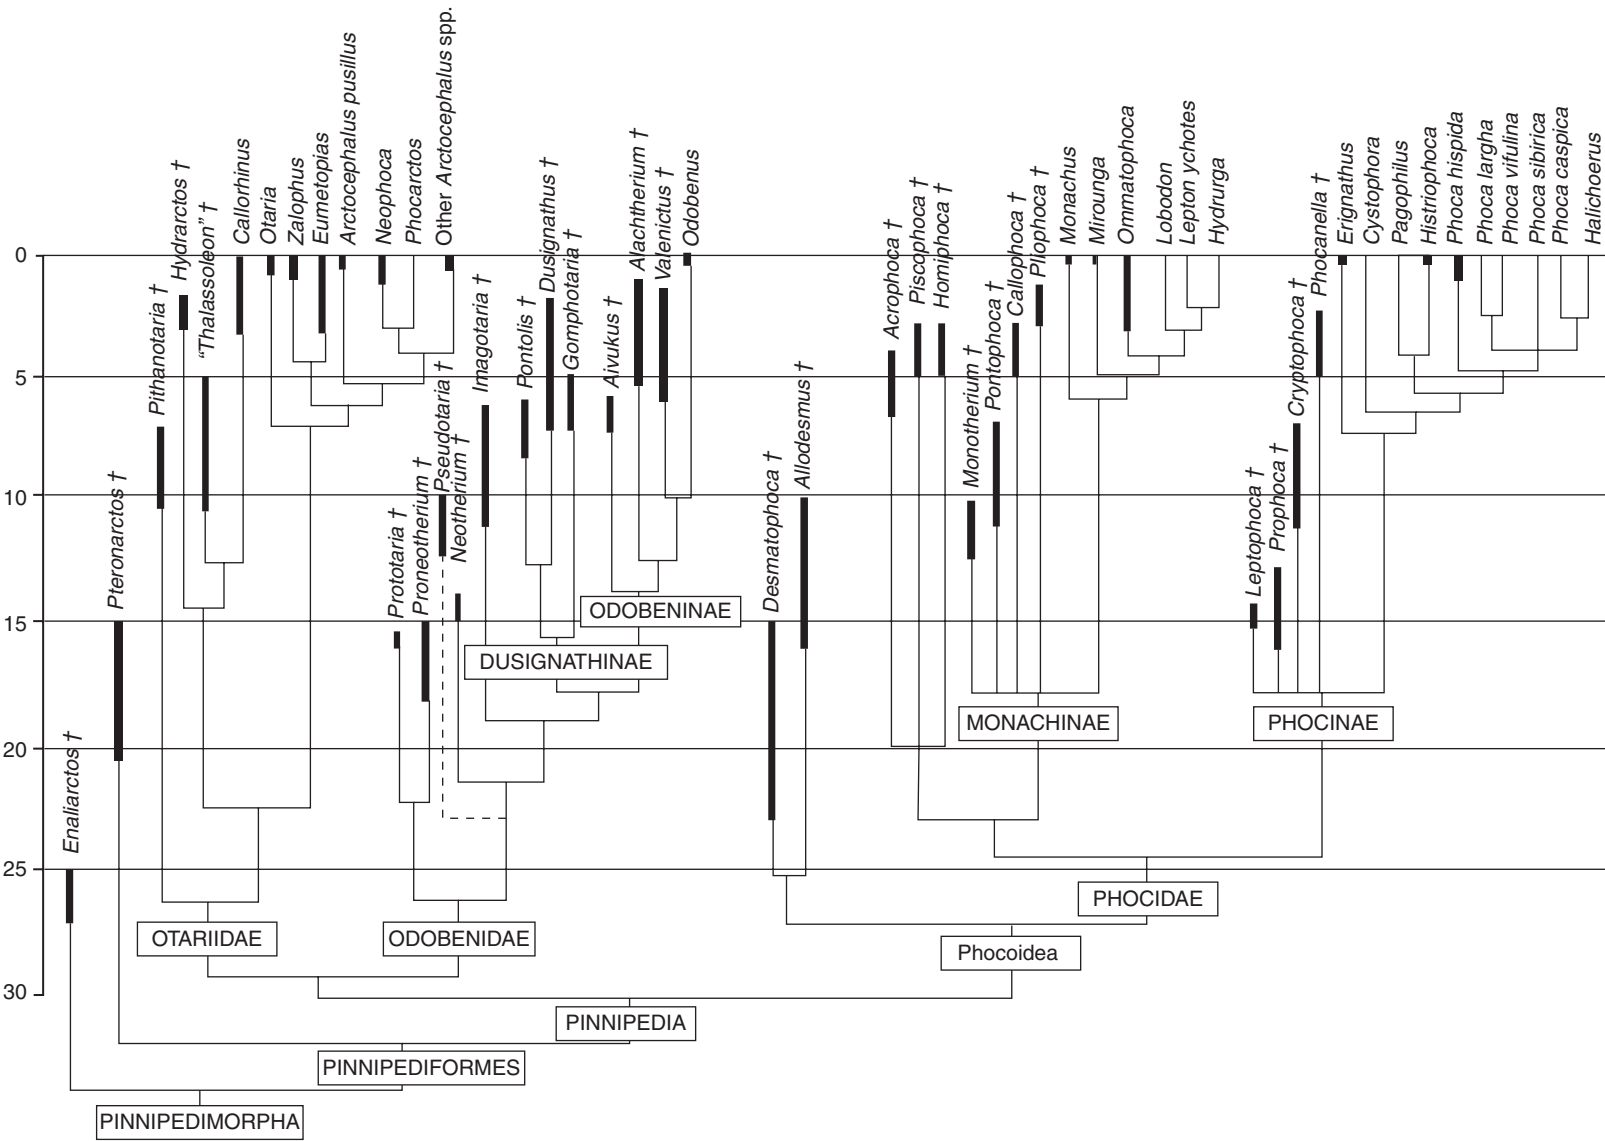 Enaliarctos †
Pteronarctos †
Pithanotaria †
Hydrarctos †
“Thalassoleon” †
Callorhinus
Otaria
Zalophus
Eumetopias
Arctocephalus pusillus
Neophoca
Phocarctos
Other Arctocephalus spp.
Prototaria †
Proneotherium †
Pseudotaria †
Neotherium †
Imagotaria †
Pontolis †
Dusignathus †
Gomphotaria †
Aivukus †
Alachtherium †
Valenictus †
Odobenus
Desmatophoca †
Allodesmus †
Acrophoca †
Piscophoca †
Homiphoca †
Monotherium †
Pontophoca †
Callophoca †
Pliophoca †
Monachus
Mirounga
Ommatophoca
Lobodon
Lepton ychotes
Hydrurga
Leptophoca †
Prophoca †
Cryptophoca †
Phocanella †
Erignathus
Cystophora
Pagophilus
Histriophoca
Phoca hispida
Phoca largha
Phoca vifulina
Phoca sibirica
Phoca caspica
Halichoerus
0
5
10
15
20
25
30
ODOBENINAE
DUSIGNATHINAE
MONACHINAE
PHOCINAE
PHOCIDAE
OTARIIDAE
ODOBENIDAE
Phocoidea
PINNIPEDIA
PINNIPEDIFORMES
PINNIPEDIMORPHA